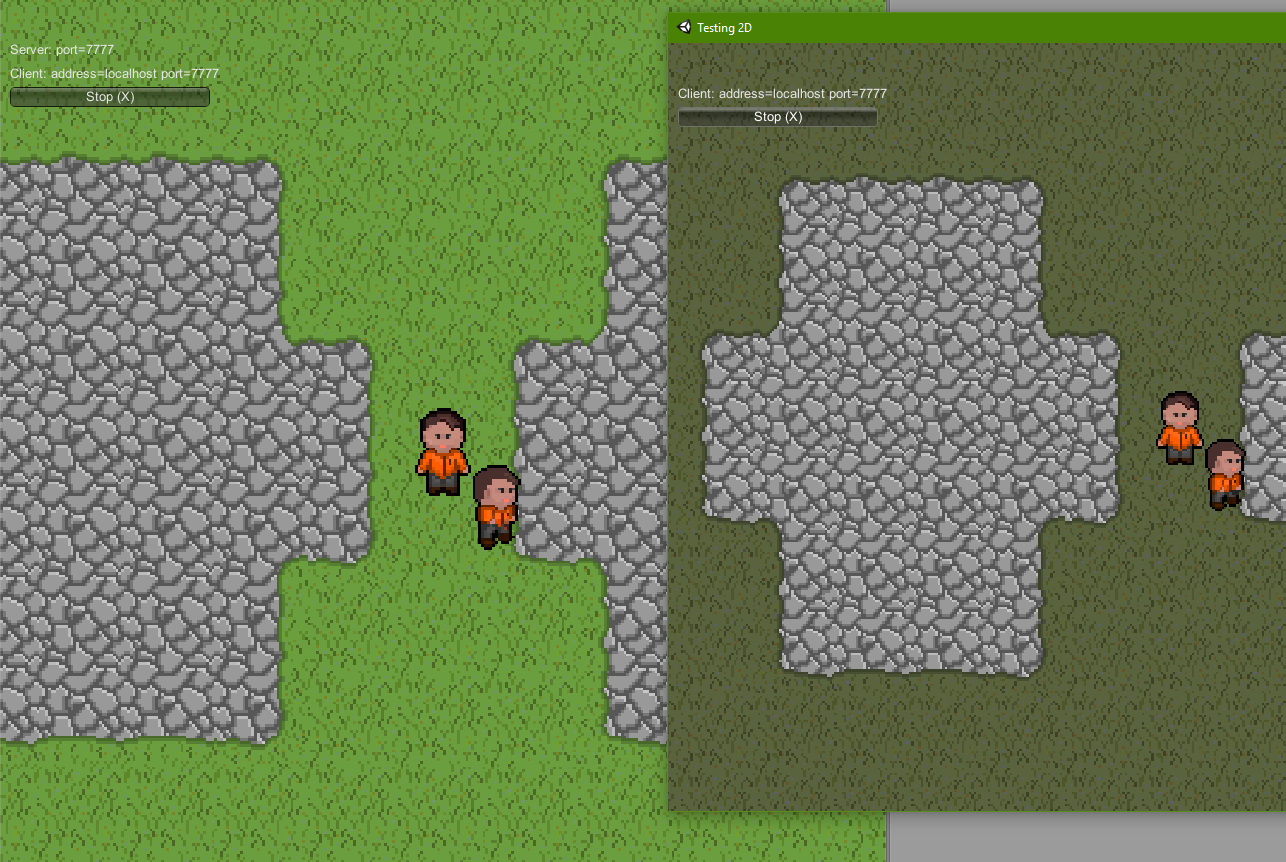 Server: port=7777
Client: address=localhost port=7777
Stop (X)
Testing 2D
Client: address=localhost port=7777
Stop (X)